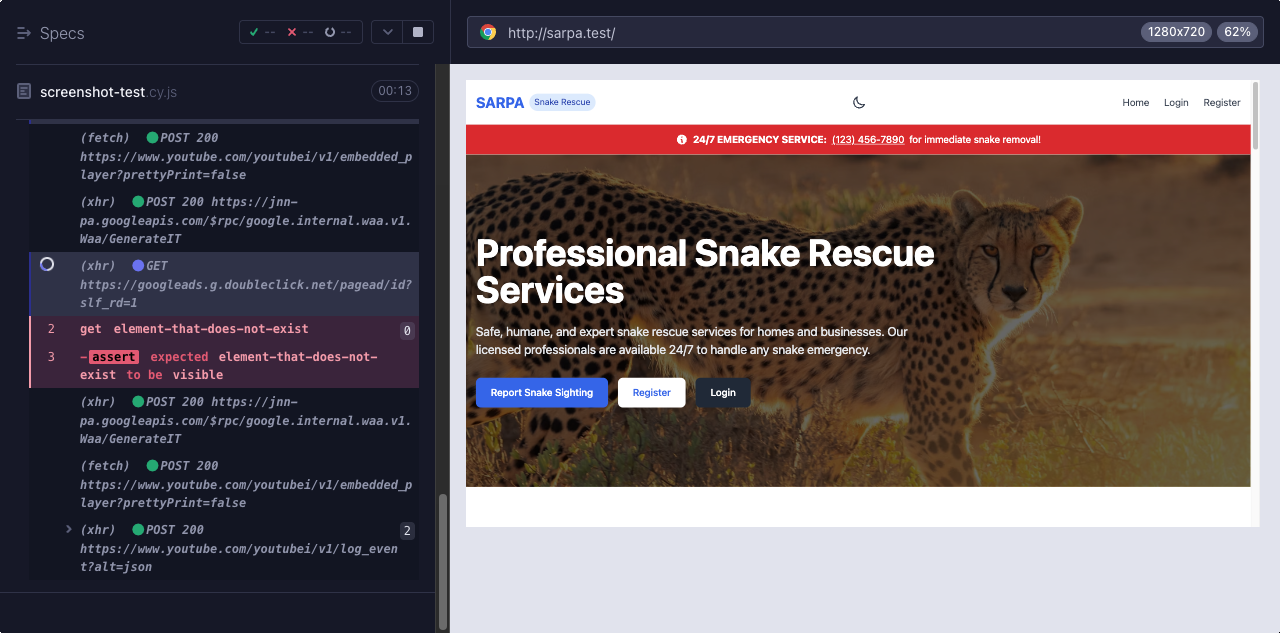 Specs
--
--
--
screenshot-test.cy.js
00:13
(fetch) POST 200
https://www.youtube.com/youtubei/v1/embedded_p
layer?prettyPrint=false
(xhr) POST 200 https://jnn-
pa.googleapis.com/$rpc/google.internal.waa.v1.
Waa/GenerateIT
(xhr) GET
https://googleads.g.doubleclick.net/pagead/id?
slf_rd=1
2 get element-that-does-not-exist 0
3 -assert expected element-that-does-not-
exist to be visible
(xhr) POST 200 https://jnn-
pa.googleapis.com/$rpc/google.internal.waa.v1.
Waa/GenerateIT
(fetch) POST 200
https://www.youtube.com/youtubei/v1/embedded_p
layer?prettyPrint=false
(xhr) POST 200 2
https://www.youtube.com/youtubei/v1/log_even
t?alt=json
http://sarpa.test/
1280x720
62%
SARPA Snake Rescue
Home Login Register
24/7 EMERGENCY SERVICE: (123) 456-7890 for immediate snake removal!
Professional Snake Rescue
Services
Safe, humane, and expert snake rescue services for homes and businesses. Our
licensed professionals are available 24/7 to handle any snake emergency.
Report Snake Sighting
Register
Login